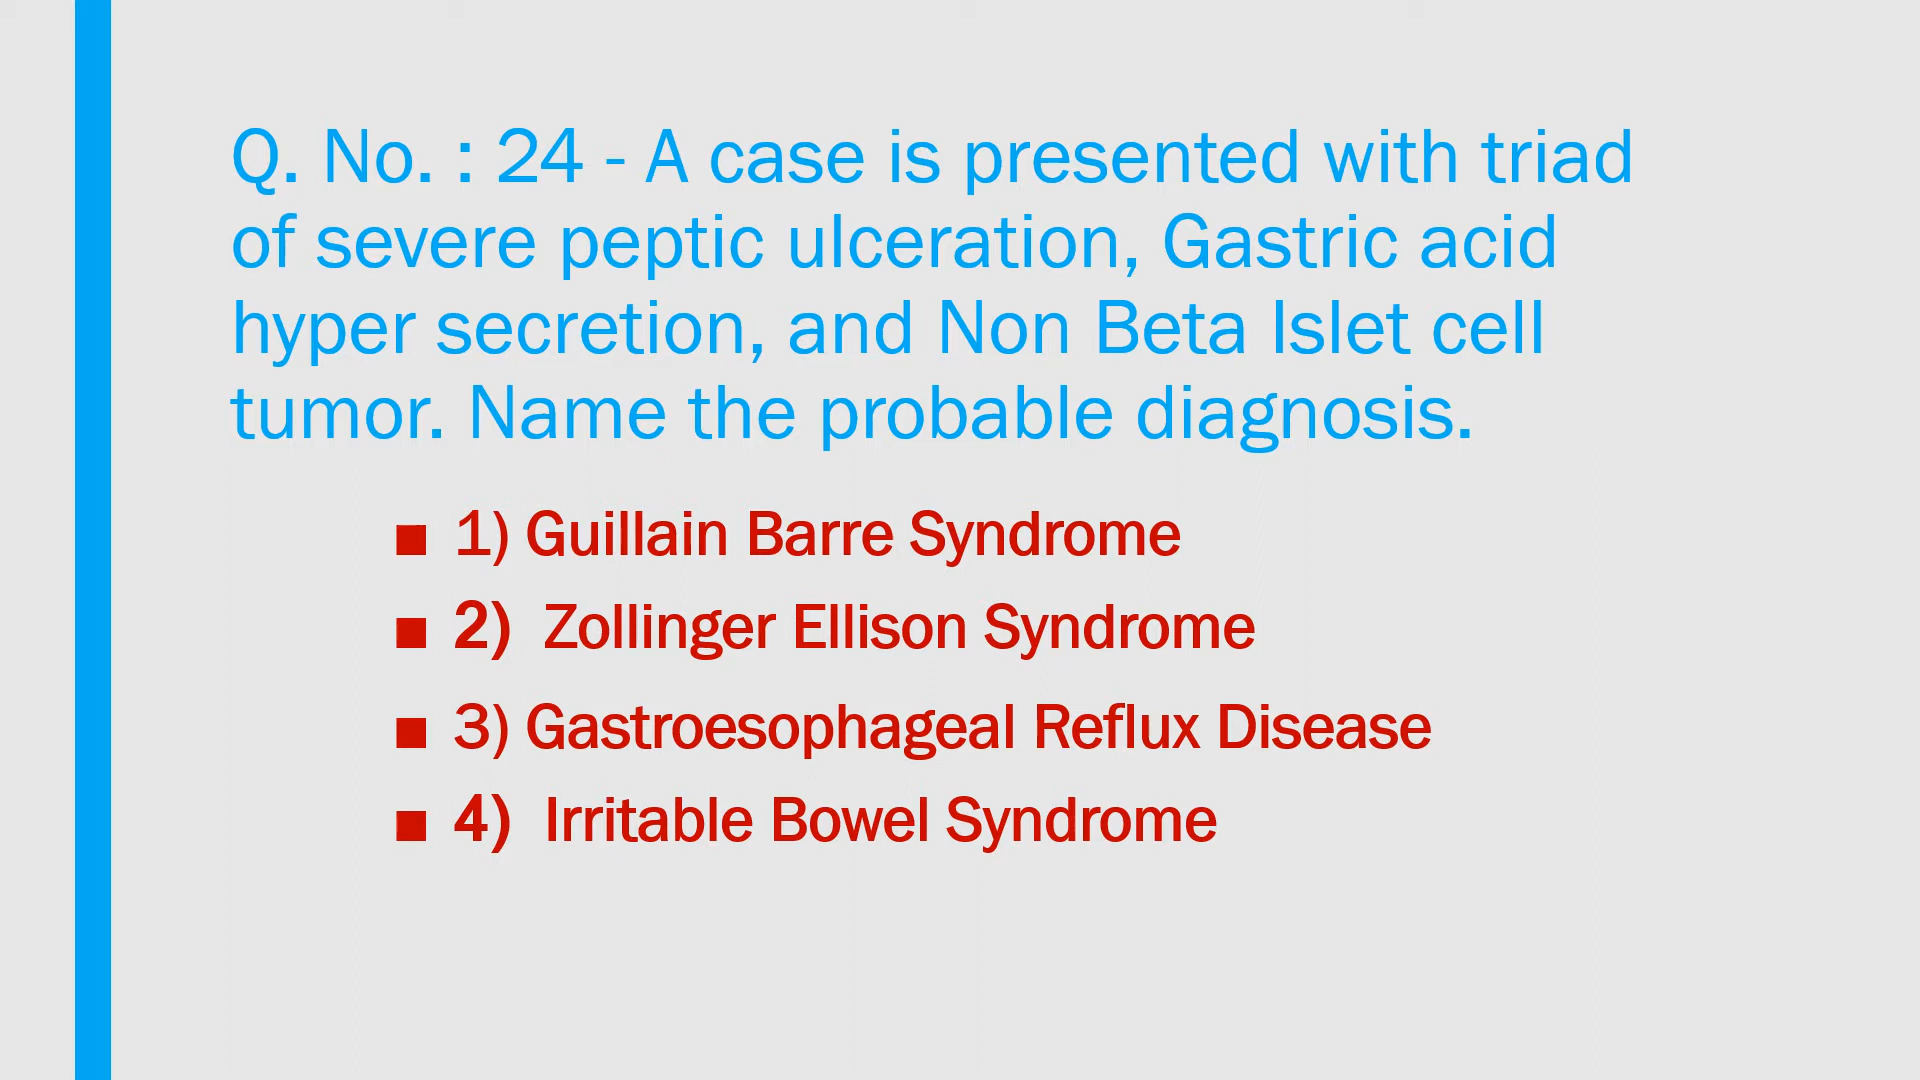 Q. No. : 24 - A case is presented with triad
of severe peptic ulceration, Gastric acid
hyper secretion, and Non Beta Islet cell
tumor. Name the probable diagnosis.
■ 1) Guillain Barre Syndrome
■ 2) Zollinger Ellison Syndrome
■ 3) Gastroesophageal Reflux Disease
■ 4) Irritable Bowel Syndrome